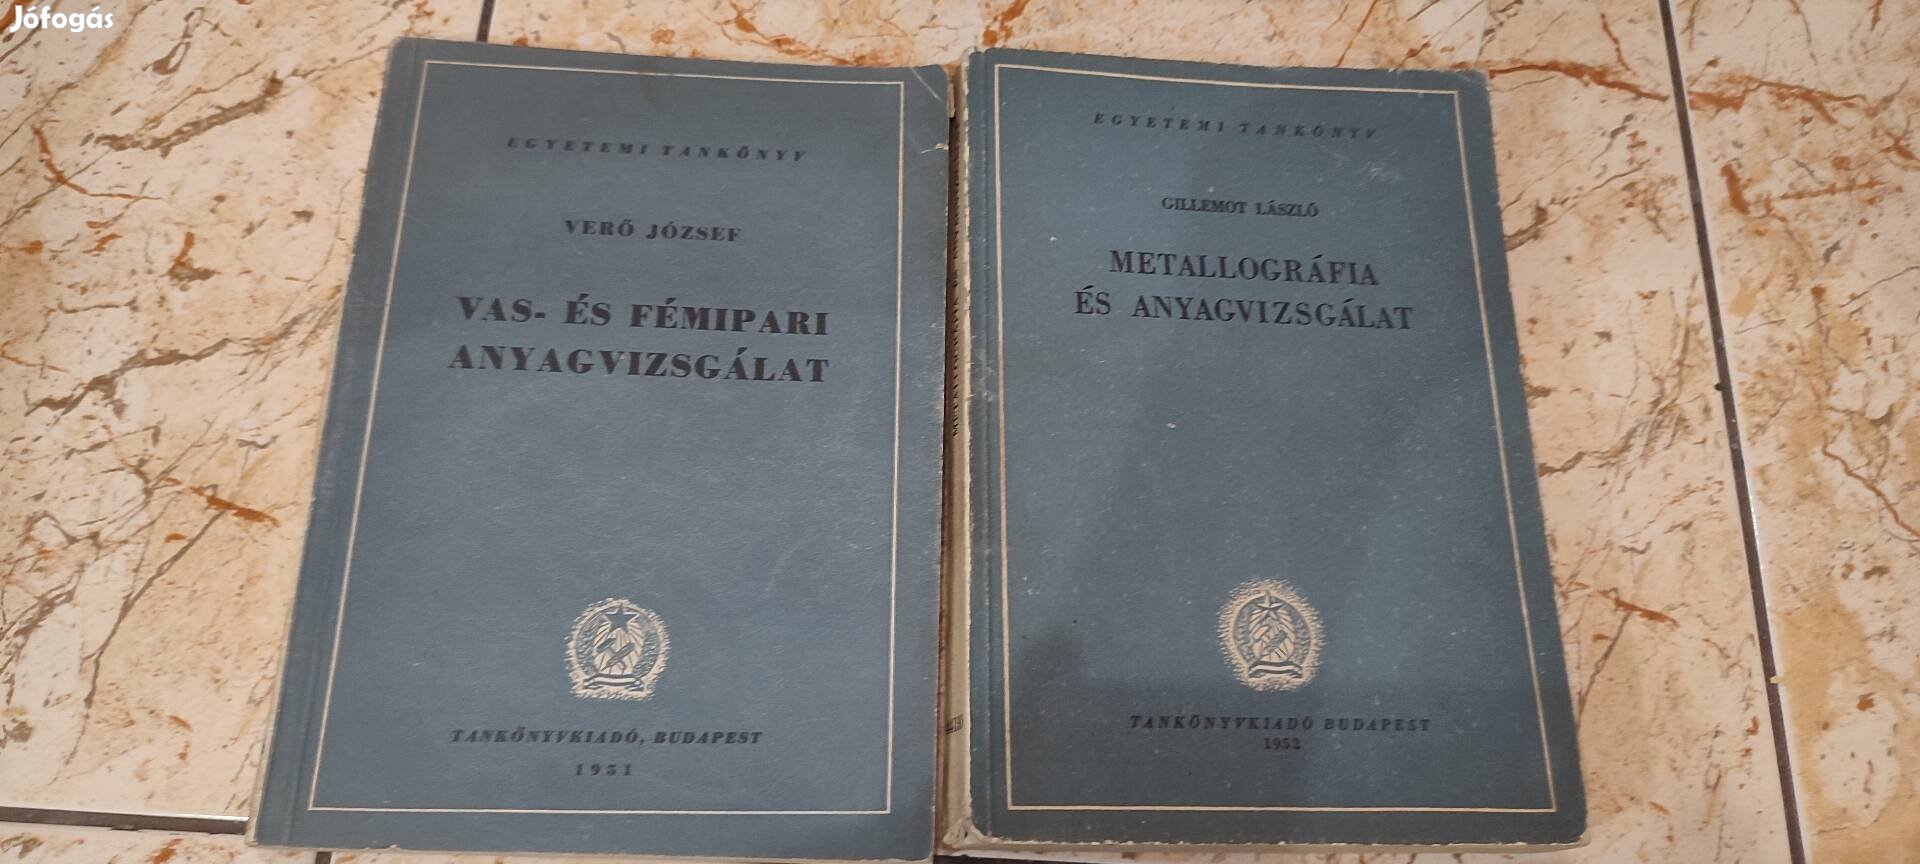 Jófogás
EGYETEMI TANKÖNYV
VERŐ JÓZSEF
VAS- ÉS FÉMIPARI
ANYAGVIZSGÁLAT
TANKÖNYVKIADÓ, BUDAPEST
1951
EGYETEMI TANKÖNYV
GILLEMOT LÁSZLÓ
METALLOGRÁFIA
ÉS ANYAGVIZSGÁLAT
TANKÖNYVKIADÓ BUDAPEST
1952